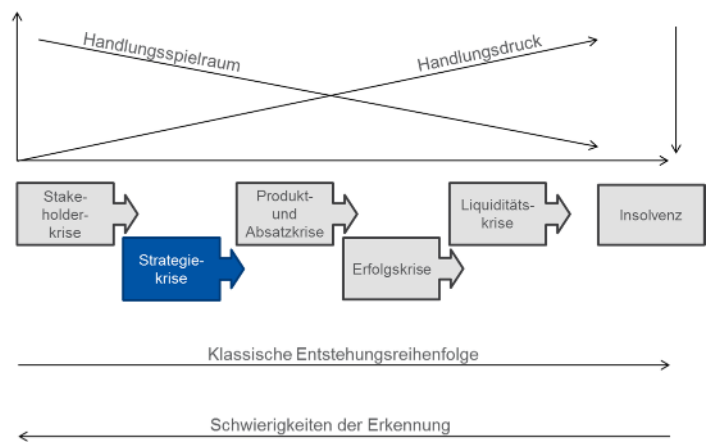 Handlungsspielraum
Handlungsdruck
Stake-
holder-
krise
Strategie-
krise
Produkt-
und
Absatzkrise
Erfolgskrise
Liquiditäts-
krise
Insolvenz
Klassische Entstehungsreihenfolge
Schwierigkeiten der Erkennung